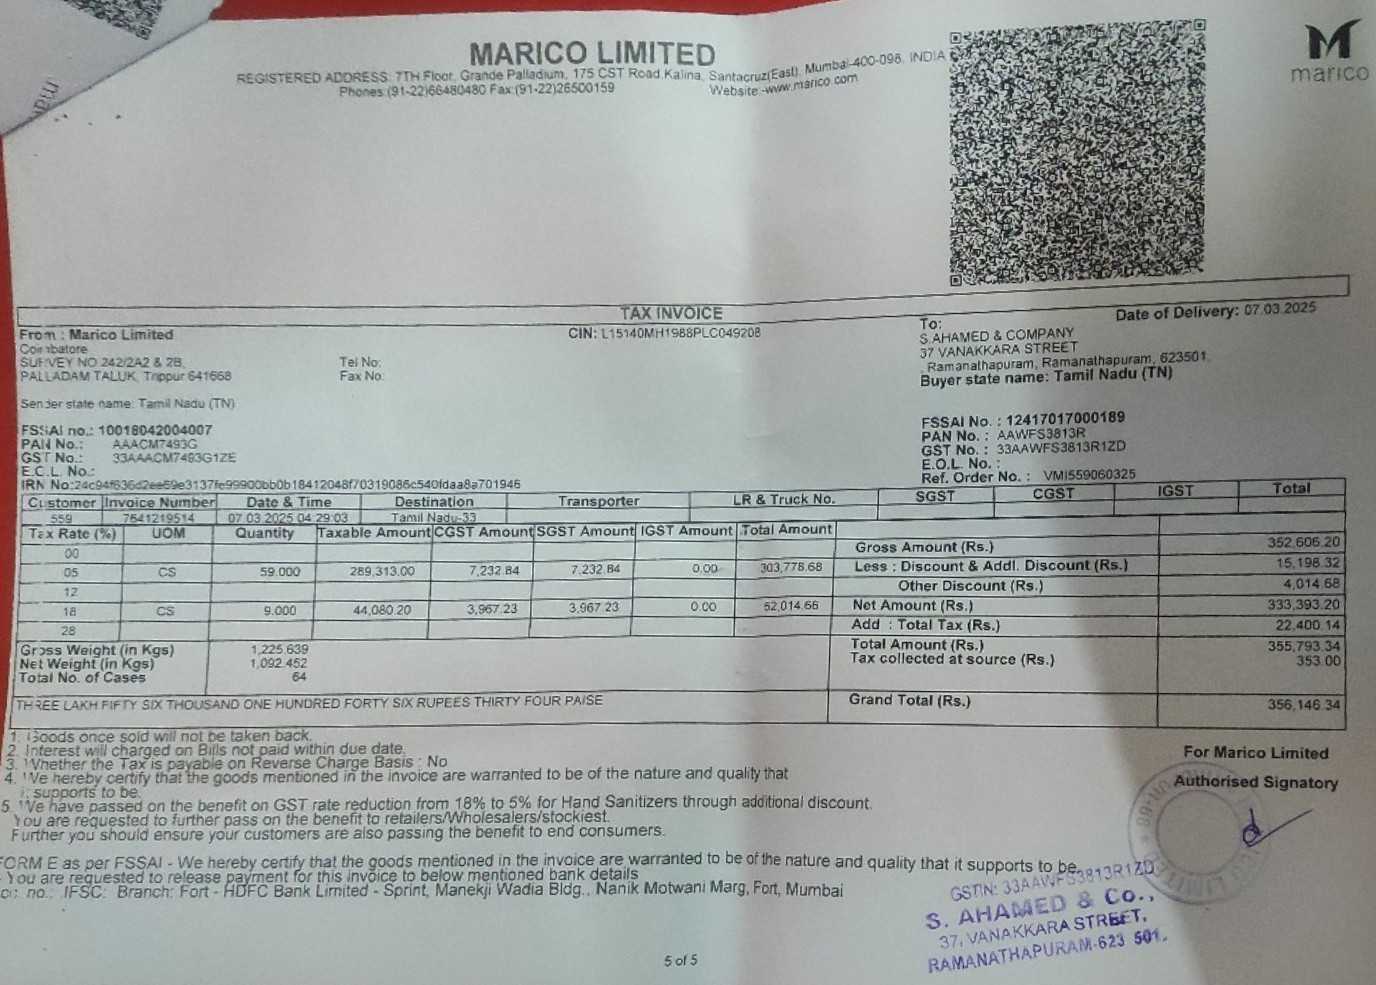 MARICO LIMITED
REGISTERED ADDRESS: 7TH Floor, Grande Palladium, 175 CST Road,Kalina, Santacruz(East), Mumbai-400-098, INDIA
Phones:(91-22)66480480 Fax:(91-22)26500159
Website:-www.marico.com
marico
TAX INVOICE
Date of Delivery: 07.03.2025
From : Marico Limited
CIN: L15140MH1988PLC049208
To:
Coimbatore
S.AHAMED & COMPANY
SURVEY NO 242/2A2 & 2B,
Tel No:
37 VANAKKARA STREET
PALLADAM TALUK, Trippur 641668
Fax No:
, Ramanathapuram, Ramanathapuram, 623501,
Buyer state name: Tamil Nadu (TN)
Sender state name: Tamil Nadu (TN)
FSSAI no.: 10018042004007
FSSAI No. : 12417017000189
PAN No.: AAACM7493G
PAN No. : AAWFS3813R
GST No.: 33AAACM7493G1ZE
GST No. : 33AAWFS3813R1ZD
E.C.L. No.:
E.O.L. No. :
IRN No:
Ref. Order No. : VMI559060325
Customer Invoice Number Date & Time Destination Transporter LR & Truck No. SGST CGST IGST Total
559 7641219514 07.03.2025 04:29:03 Tamil Nadu-33
Tax Rate (%) UOM Quantity Taxable Amount CGST Amount SGST Amount IGST Amount Total Amount
00
Gross Amount (Rs.) 352,606.20
05 CS 59.000 289,313.00 7,232.84 7,232.84 0.00 303,778.68
Less : Discount & Addl. Discount (Rs.) 15,198.32
12
Other Discount (Rs.) 4,014.68
18 CS 9.000 44,080.20 3,967.23 3,967.23 0.00 52,014.66
Net Amount (Rs.) 333,393.20
28
Add : Total Tax (Rs.) 22,400.14
Gross Weight (in Kgs) 1,225.639
Total Amount (Rs.) 355,793.34
Net Weight (in Kgs) 1,092.452
Tax collected at source (Rs.) 353.00
Total No. of Cases 64
THREE LAKH FIFTY SIX THOUSAND ONE HUNDRED FORTY SIX RUPEES THIRTY FOUR PAISE
Grand Total (Rs.) 356,146.34
1. Goods once sold will not be taken back.
2. Interest will charged on Bills not paid within due date.
3. Whether the Tax is payable on Reverse Charge Basis : No
4. We hereby certify that the goods mentioned in the invoice are warranted to be of the nature and quality that
it supports to be.
5. We have passed on the benefit on GST rate reduction from 18% to 5% for Hand Sanitizers through additional discount.
You are requested to further pass on the benefit to retailers/Wholesalers/stockiest.
Further you should ensure your customers are also passing the benefit to end consumers.
For Marico Limited
Authorised Signatory
FORM E as per FSSAI - We hereby certify that the goods mentioned in the invoice are warranted to be of the nature and quality that it supports to be.
- You are requested to release payment for this invoice to below mentioned bank details
no.: IFSC: Branch: Fort - HDFC Bank Limited - Sprint, Manekji Wadia Bldg., Nanik Motwani Marg, Fort, Mumbai
GSTIN: 33AAWFS3813R1ZD
S. AHAMED & Co.,
37, VANAKKARA STREET,
RAMANATHAPURAM-623 501.
5 of 5